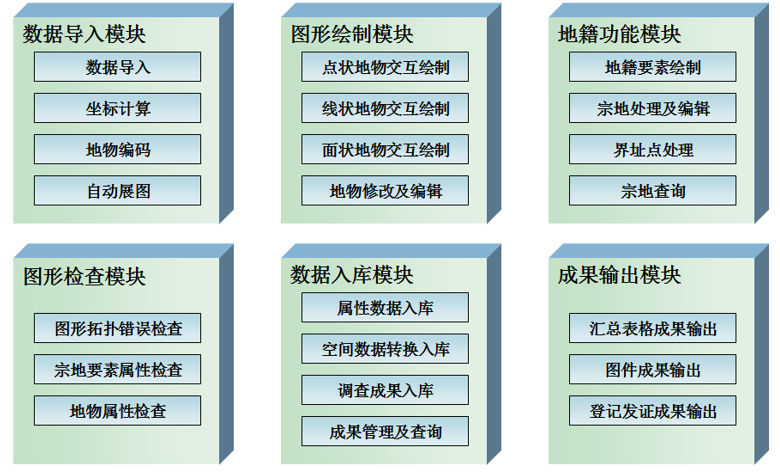 数据导入模块
数据导入
坐标计算
地物编码
自动展图
图形绘制模块
点状地物交互绘制
线状地物交互绘制
面状地物交互绘制
地物修改及编辑
地籍功能模块
地籍要素绘制
宗地处理及编辑
界址点处理
宗地查询
图形检查模块
图形拓扑错误检查
宗地要素属性检查
地物属性检查
数据入库模块
属性数据入库
空间数据转换入库
调查成果入库
成果管理及查询
成果输出模块
汇总表格成果输出
图件成果输出
登记发证成果输出